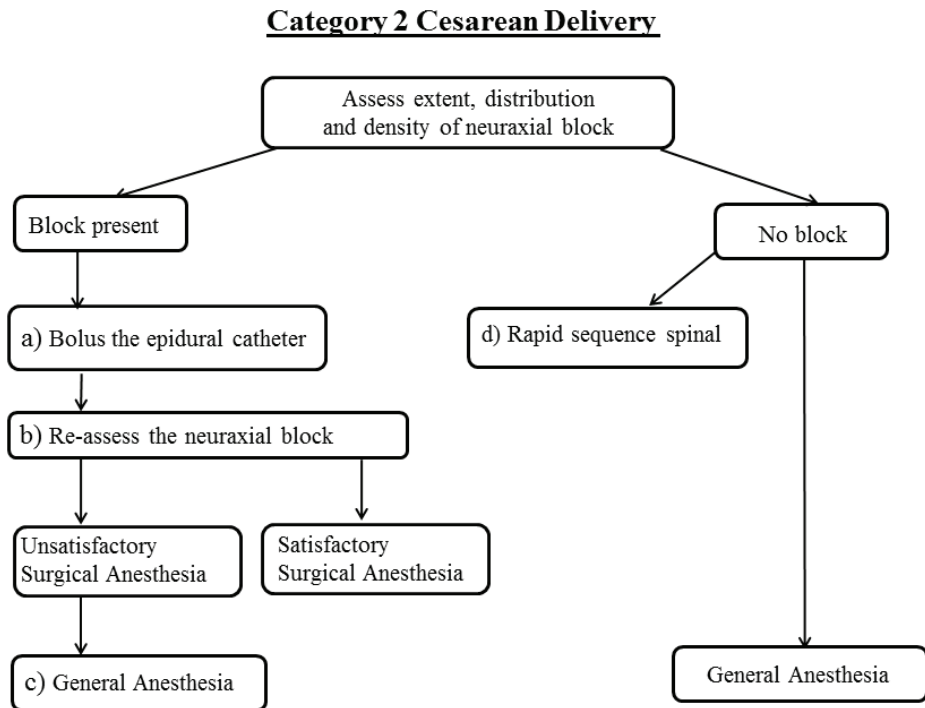 Category 2 Cesarean Delivery
Assess extent, distribution
and density of neuraxial block
Block present
No block
a) Bolus the epidural catheter
d) Rapid sequence spinal
b) Re-assess the neuraxial block
Unsatisfactory
Surgical Anesthesia
Satisfactory
Surgical Anesthesia
c) General Anesthesia
General Anesthesia